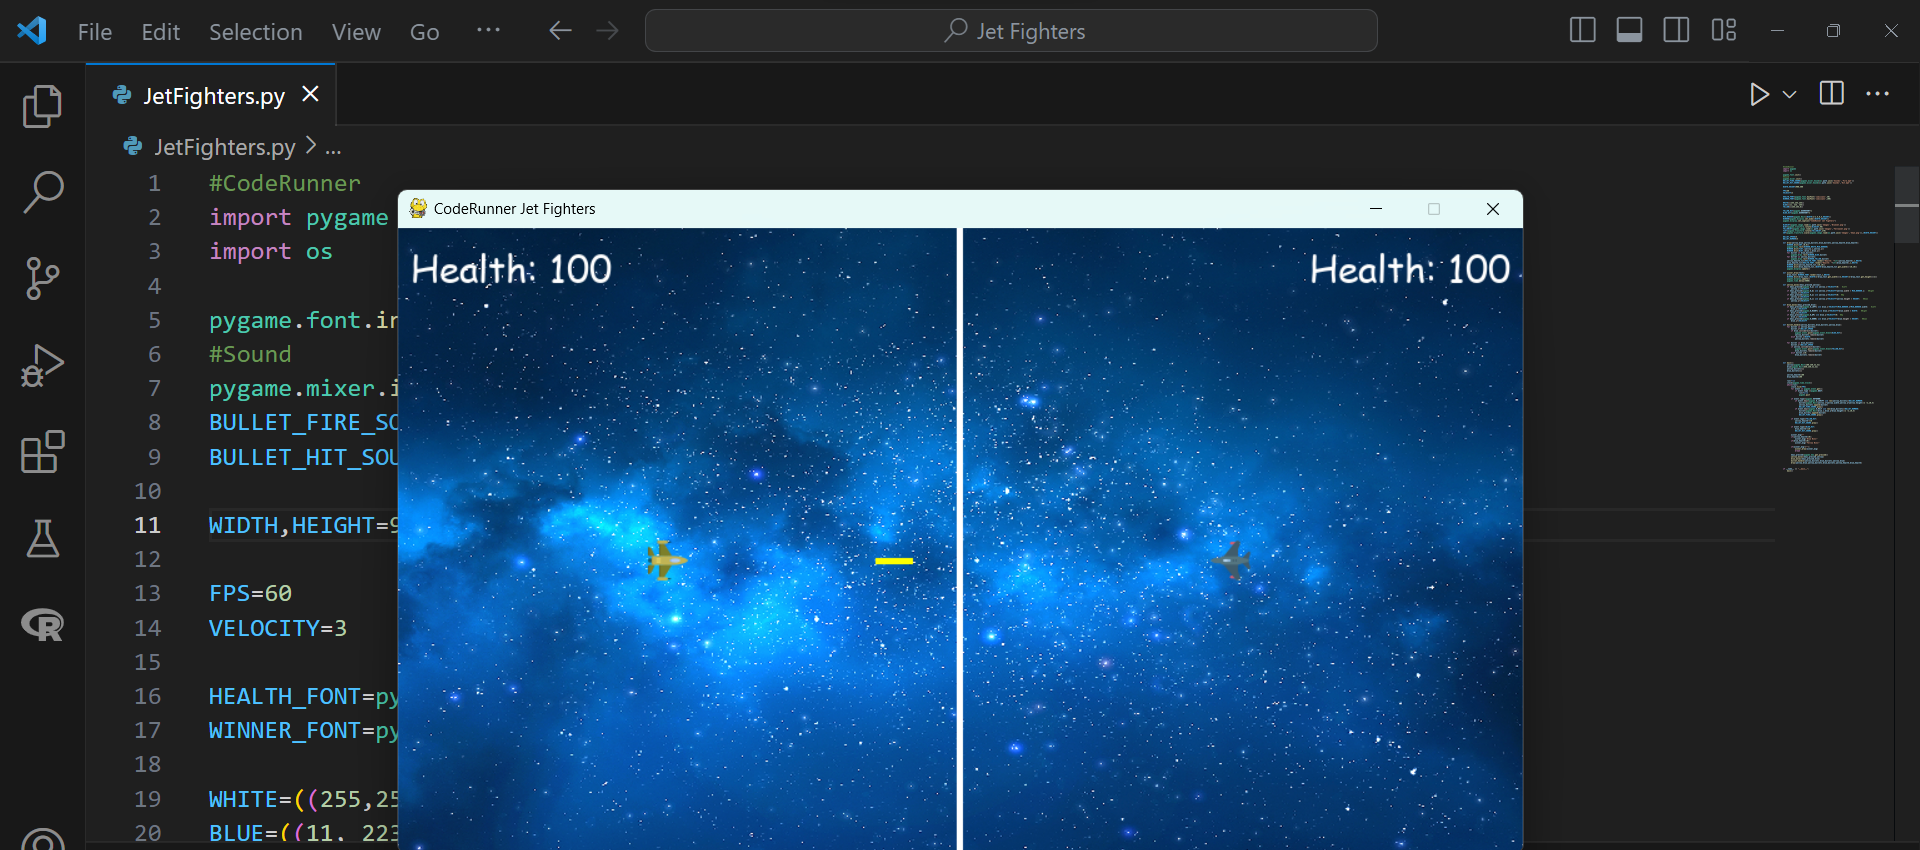 File Edit Selection View Go ...
Jet Fighters
JetFighters.py
JetFighters.py > ...
1 #CodeRunner
2 import pygame
3 import os
4
5 pygame.font.in
6 #Sound
7 pygame.mixer.i
8 BULLET_FIRE_SO
9 BULLET_HIT_SOU
10
11 WIDTH,HEIGHT=9
12
13 FPS=60
14 VELOCITY=3
15
16 HEALTH_FONT=py
17 WINNER_FONT=py
18
19 WHITE=((255,25
20 BLUE=((11, 223
CodeRunner Jet Fighters
Health: 100
Health: 100